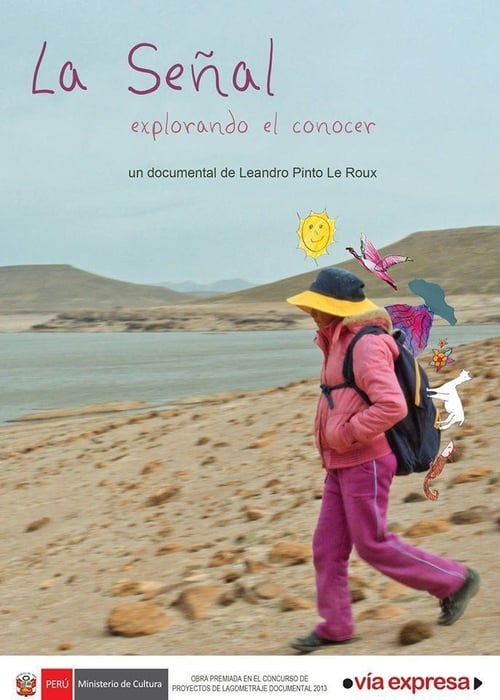 La Señal
explorando el conocer
un documental de Leandro Pinto Le Roux
PERÚ
Ministerio de Cultura
OBRA PREMIADA EN EL CONCURSO DE
PROYECTOS DE LAGOMETRAJE DOCUMENTAL 2013
vía expresa